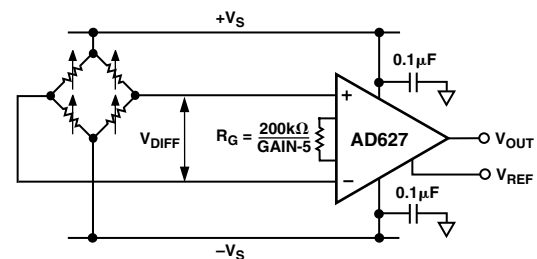 +VS
0.1μF
+
VDIFF
RG = 200kΩ
GAIN-5
AD627
VOUT
VREF
−
0.1μF
−VS